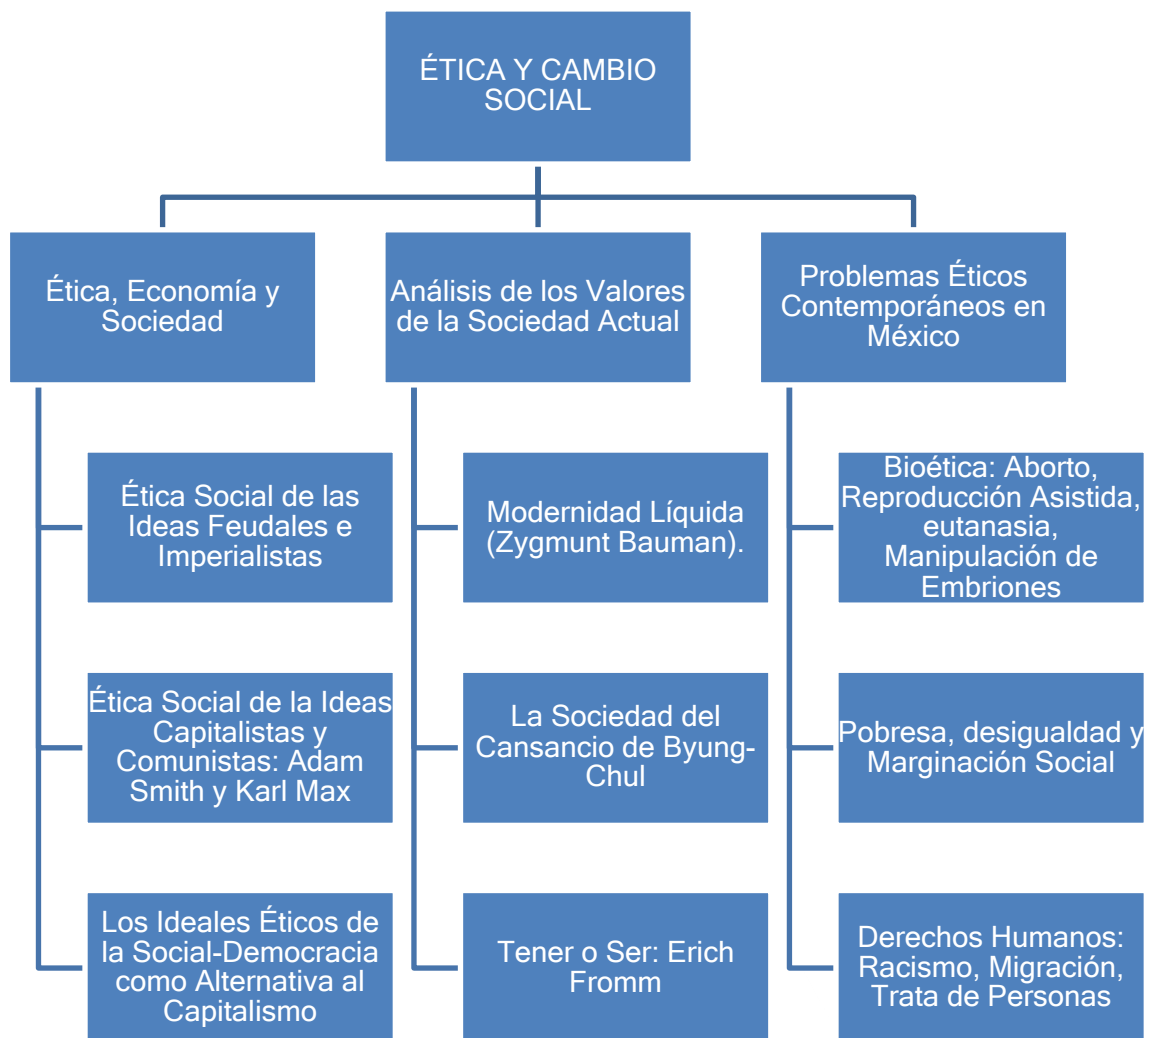 ÉTICA Y CAMBIO
SOCIAL
Ética, Economía y
Sociedad
Ética Social de las
Ideas Feudales e
Imperialistas
Ética Social de la Ideas
Capitalistas y
Comunistas: Adam
Smith y Karl Max
Los Ideales Éticos de
la Social-Democracia
como Alternativa al
Capitalismo
Análisis de los Valores
de la Sociedad Actual
Modernidad Líquida
(Zygmunt Bauman).
La Sociedad del
Cansancio de Byung-
Chul
Tener o Ser: Erich
Fromm
Problemas Éticos
Contemporáneos en
México
Bioética: Aborto,
Reproducción Asistida,
eutanasia,
Manipulación de
Embriones
Pobresa, desigualdad y
Marginación Social
Derechos Humanos:
Racismo, Migración,
Trata de Personas